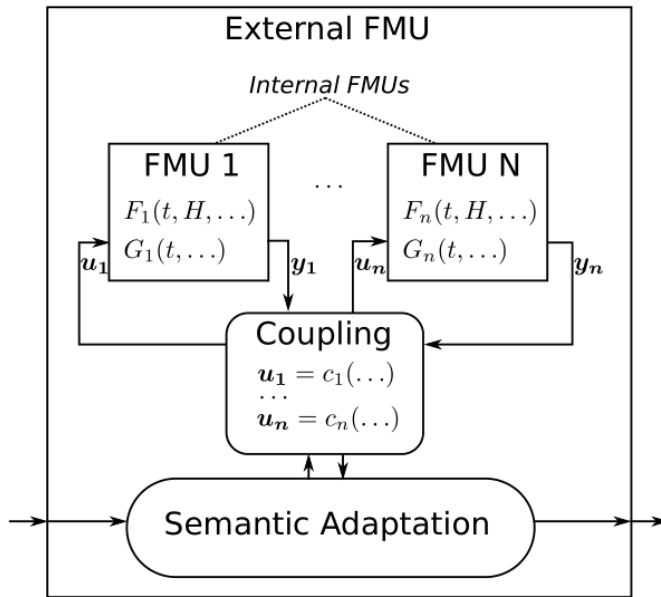 External FMU
Internal FMUs
FMU 1
F₁(t, H, ...)
G₁(t, ...)
...
FMU N
Fₙ(t, H, ...)
Gₙ(t, ...)
u₁
y₁
uₙ
yₙ
Coupling
u₁ = c₁(...)
...
uₙ = cₙ(...)
Semantic Adaptation